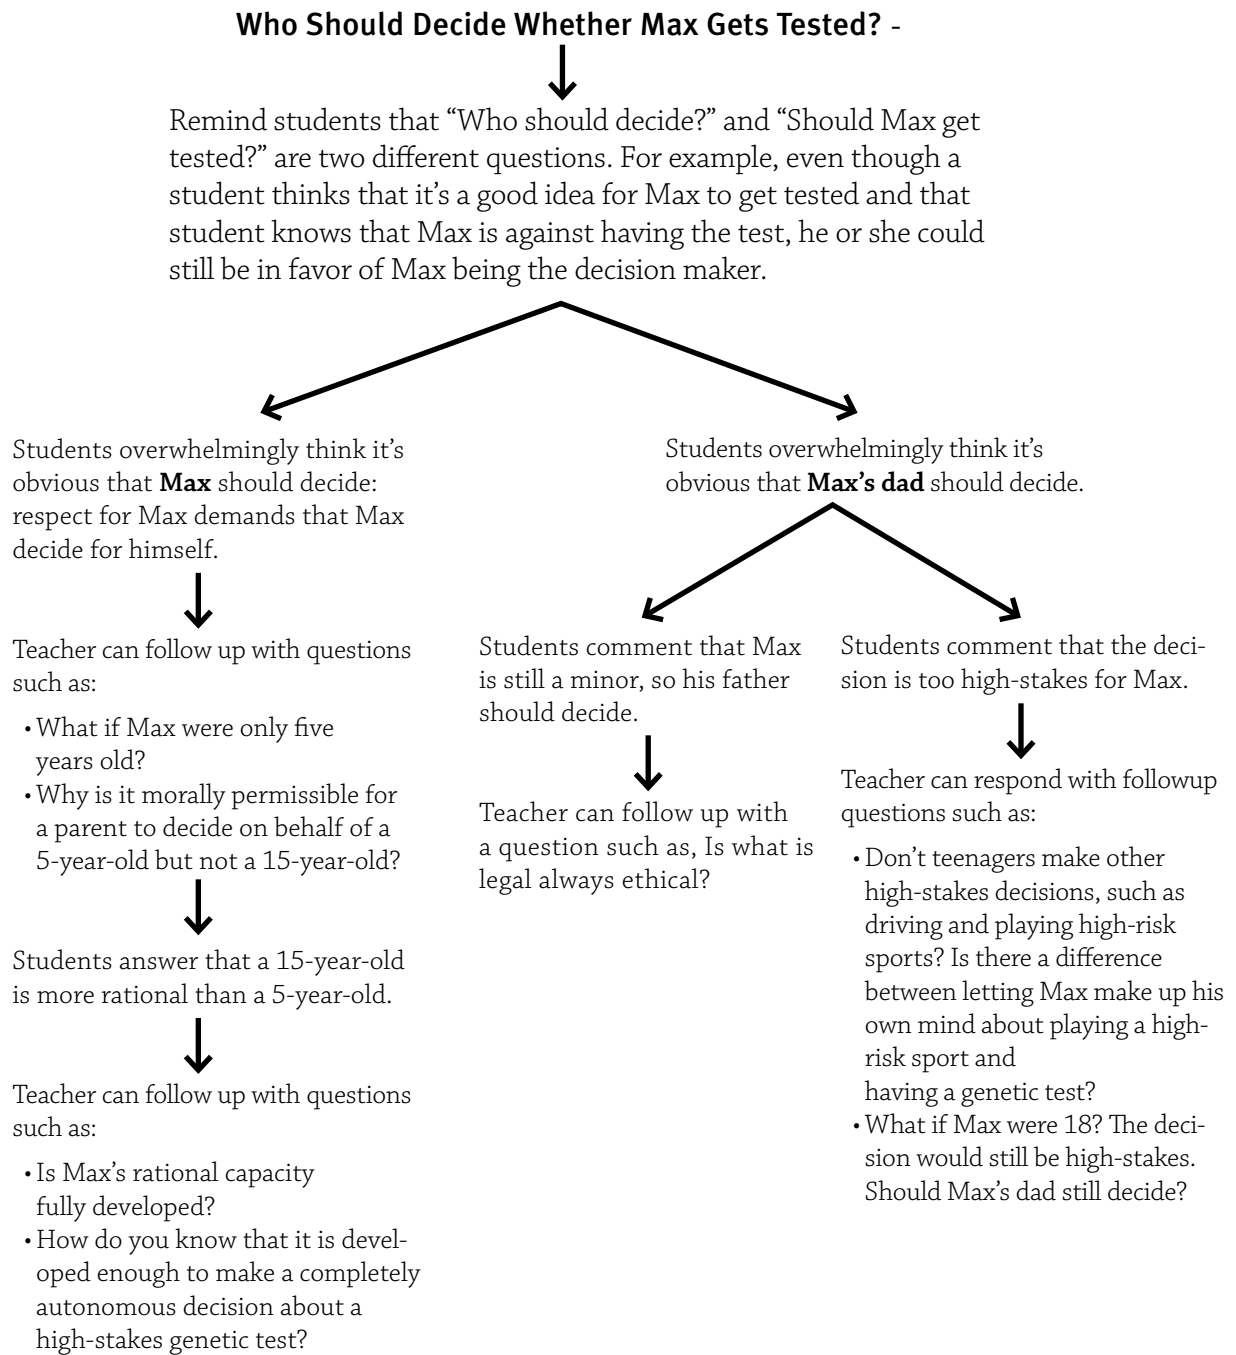 Who Should Decide Whether Max Gets Tested? -
Remind students that “Who should decide?” and “Should Max get
tested?” are two different questions. For example, even though a
student thinks that it’s a good idea for Max to get tested and that
student knows that Max is against having the test, he or she could
still be in favor of Max being the decision maker.
Students overwhelmingly think it’s
obvious that Max should decide:
respect for Max demands that Max
decide for himself.
Teacher can follow up with questions
such as:
• What if Max were only five
years old?
• Why is it morally permissible for
a parent to decide on behalf of a
5-year-old but not a 15-year-old?
Students answer that a 15-year-old
is more rational than a 5-year-old.
Teacher can follow up with questions
such as:
• Is Max’s rational capacity
fully developed?
• How do you know that it is devel-
oped enough to make a completely
autonomous decision about a
high-stakes genetic test?
Students overwhelmingly think it’s
obvious that Max’s dad should decide.
Students comment that Max
is still a minor, so his father
should decide.
Teacher can follow up with
a question such as, Is what is
legal always ethical?
Students comment that the deci-
sion is too high-stakes for Max.
Teacher can respond with followup
questions such as:
• Don’t teenagers make other
high-stakes decisions, such as
driving and playing high-risk
sports? Is there a difference
between letting Max make up his
own mind about playing a high-
risk sport and
having a genetic test?
• What if Max were 18? The deci-
sion would still be high-stakes.
Should Max’s dad still decide?